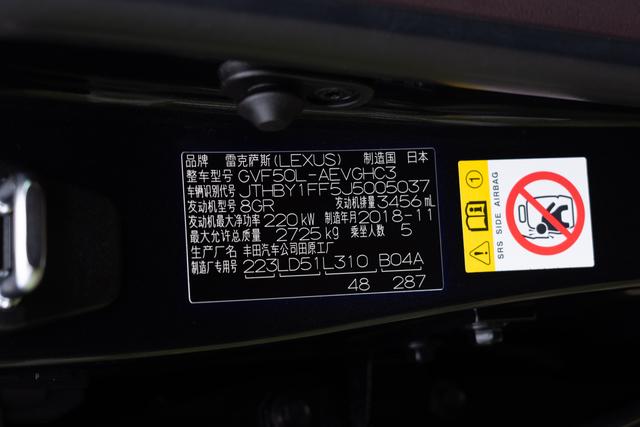 品牌 雷克萨斯(LEXUS) 制造国 日本
整车型号 GVF50L-AEVGHC3
车辆识别代号 JTHBY1FF5J5005037
发动机型号 8GR 发动机排量 3456 mL
发动机最大净功率 220 kW 制造年月 2018-11
最大允许总质量 2725 kg 乘坐人数 5
生产厂名 丰田汽车公司田原工厂
制造厂专用号 223LD51L310 B04A
48 287
SRS SIDE AIRBAG